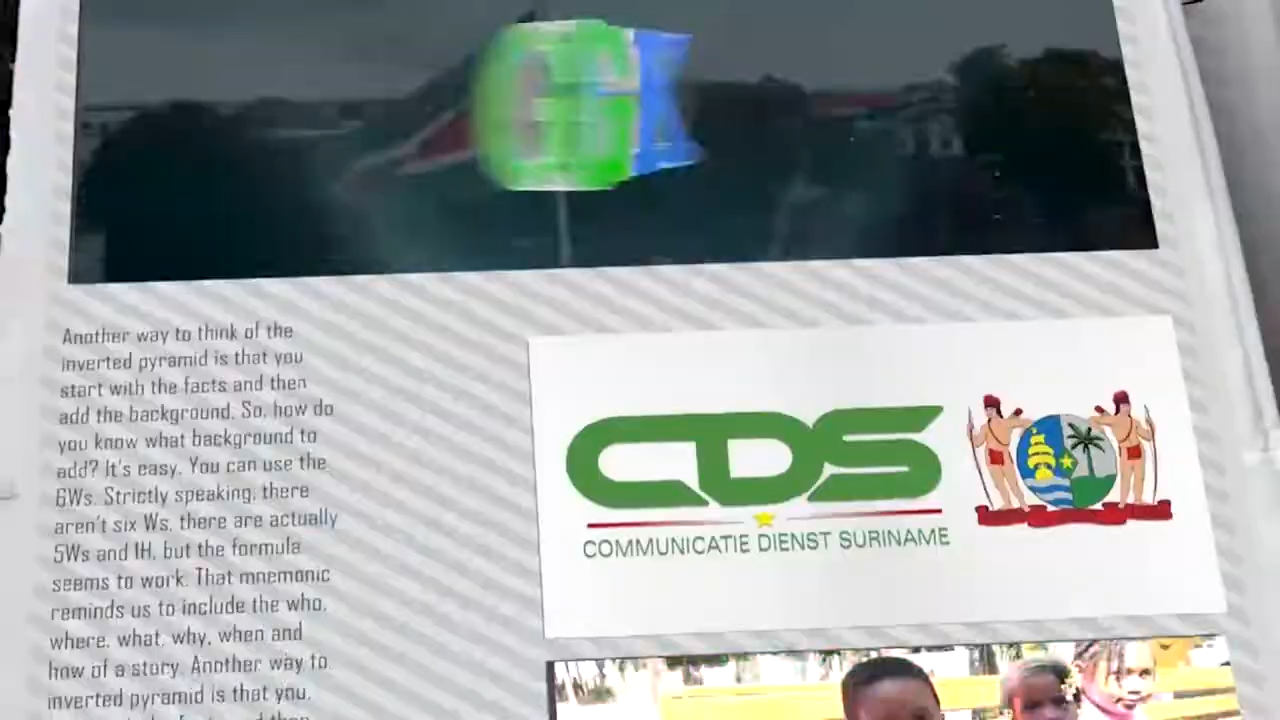 Another way to think of the
inverted pyramid is that you
start with the facts and then
add the background. So, how do
you know what background to
add? It's easy. You can use the
6Ws. Strictly speaking, there
aren't six Ws, there are actually
5Ws and 1H, but the formula
seems to work. That mnemonic
reminds us to include the who,
where, what, why, when and
how of a story. Another way to
inverted pyramid is that you,
CDS
COMMUNICATIE DIENST SURINAME